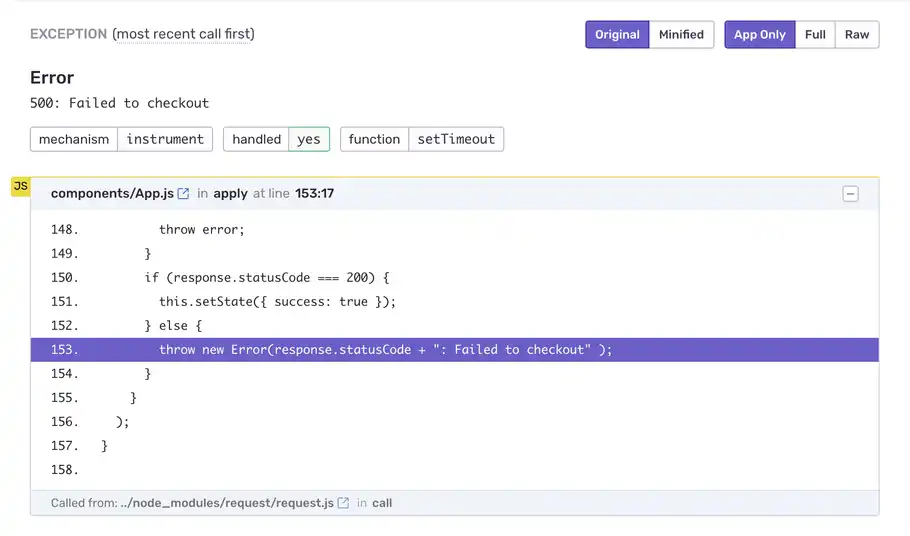 EXCEPTION (most recent call first) Original Minified App Only Full Raw
Error
500: Failed to checkout
mechanism instrument handled yes function setTimeout
JS components/App.js in apply at line 153:17
148. throw error;
149. }
150. if (response.statusCode === 200) {
151. this.setState({ success: true });
152. } else {
153. throw new Error(response.statusCode + ": Failed to checkout" );
154. }
155. }
156. );
157. }
158.
Called from: ../node_modules/request/request.js in call